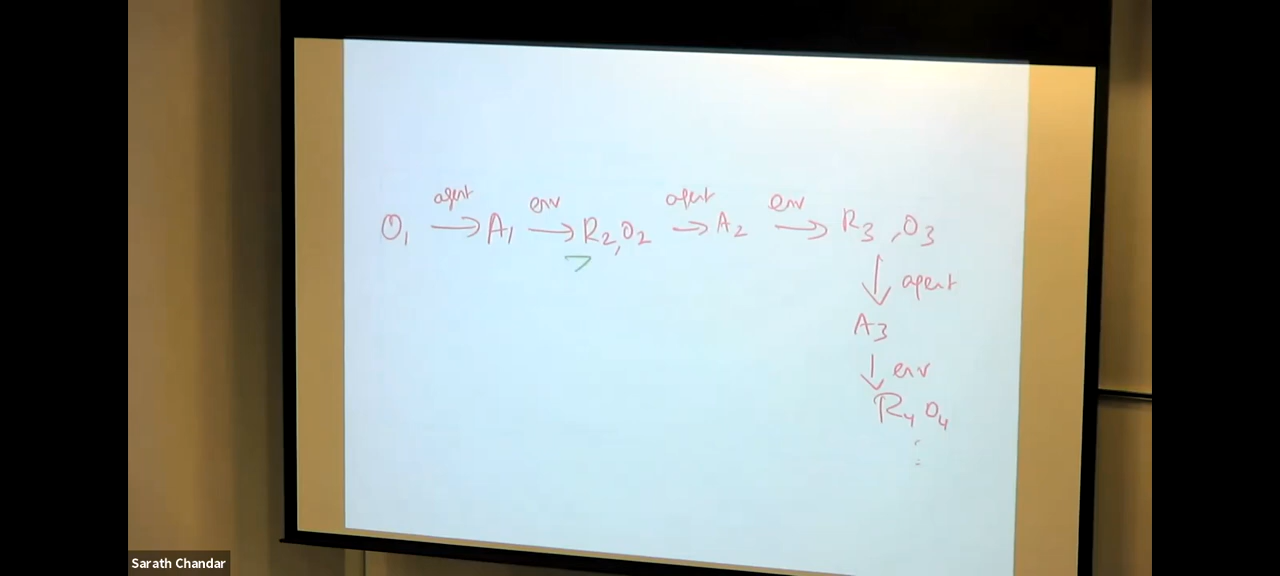 agent env agent env
O₁ → A₁ → R₂,O₂ → A₂ → R₃,O₃
↓ agent
A₃
↓ env
R₄ O₄
⋮
Sarath Chandar